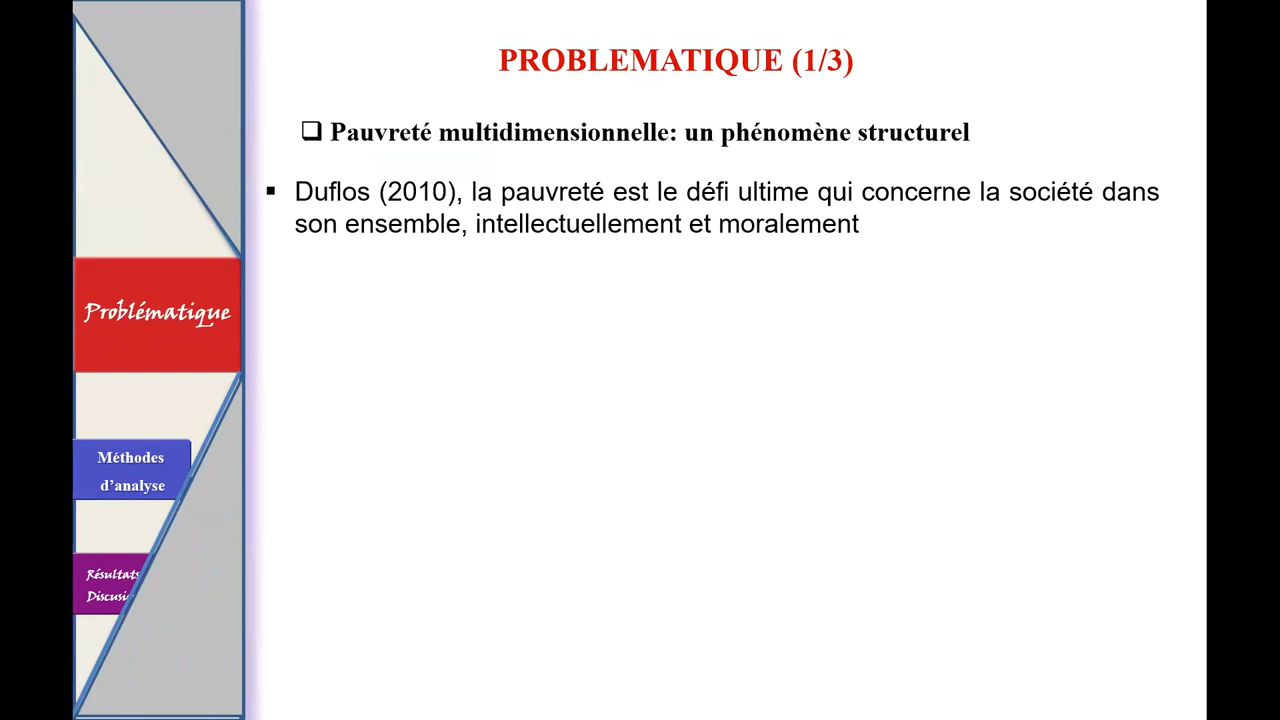 PROBLEMATIQUE (1/3)
Pauvreté multidimensionnelle: un phénomène structurel
Duflos (2010), la pauvreté est le défi ultime qui concerne la société dans
son ensemble, intellectuellement et moralement
Problématique
Méthodes
d’analyse
Résultats